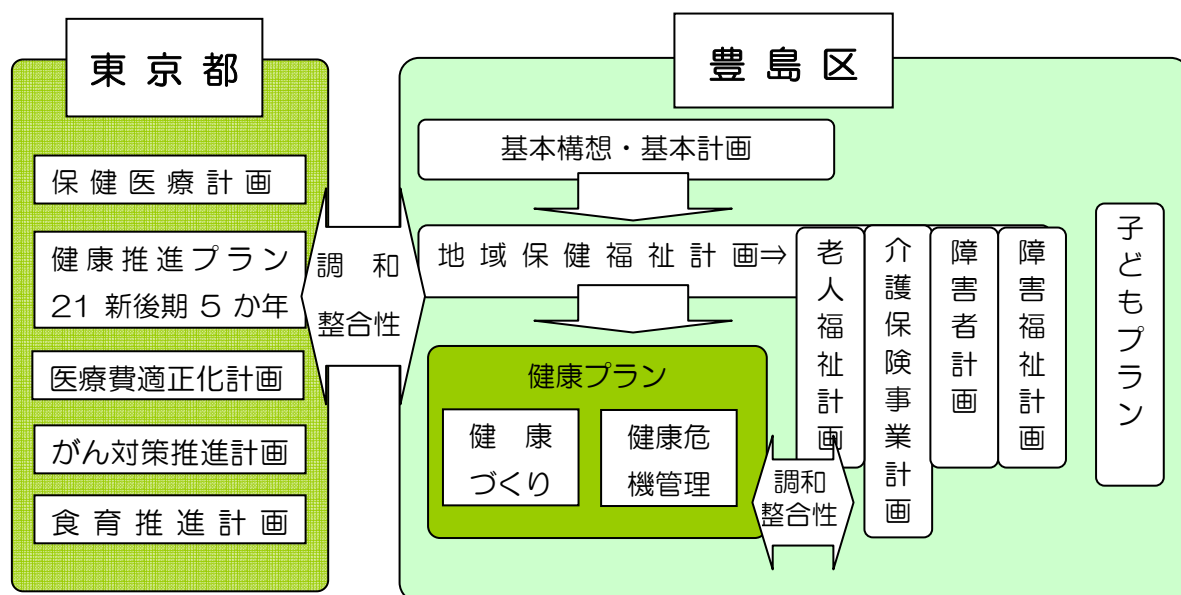 東京都
保健医療計画
健康推進プラン
21 新後期 5 か年
医療費適正化計画
がん対策推進計画
食育推進計画
調和
整合性
豊島区
基本構想・基本計画
地域保健福祉計画⇒
老人福祉計画
介護保険事業計画
障害者計画
障害福祉計画
子どもプラン
健康プラン
健康
づくり
健康危
機管理
調和
整合性